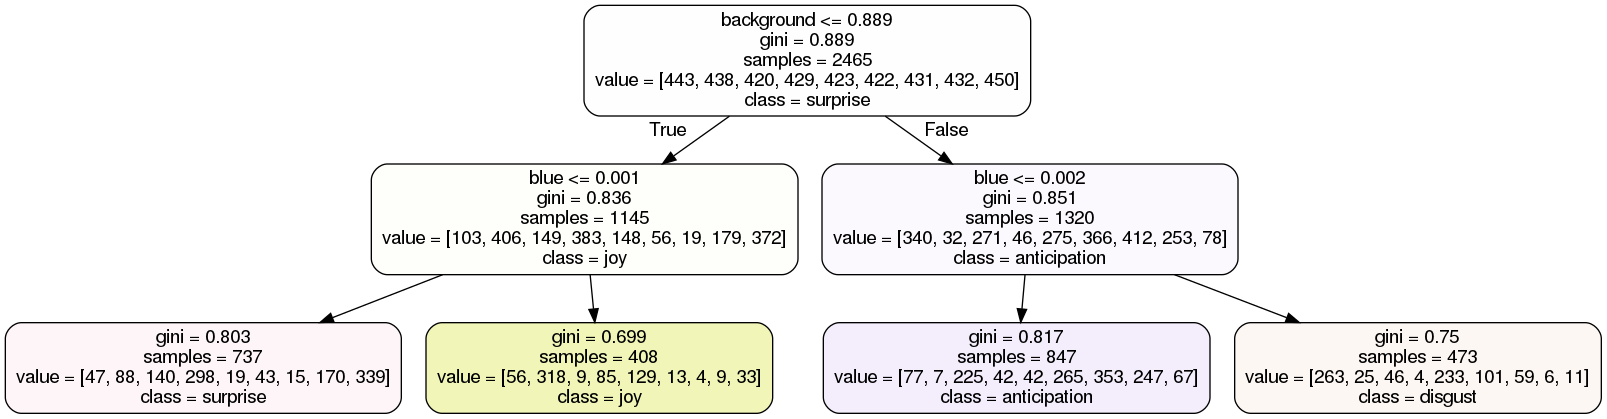 background <= 0.889
gini = 0.889
samples = 2465
value = [443, 438, 420, 429, 423, 422, 431, 432, 450]
class = surprise
True
False
blue <= 0.001
gini = 0.836
samples = 1145
value = [103, 406, 149, 383, 148, 56, 19, 179, 372]
class = joy
blue <= 0.002
gini = 0.851
samples = 1320
value = [340, 32, 271, 46, 275, 366, 412, 253, 78]
class = anticipation
gini = 0.803
samples = 737
value = [47, 88, 140, 298, 19, 43, 15, 170, 339]
class = surprise
gini = 0.699
samples = 408
value = [56, 318, 9, 85, 129, 13, 4, 9, 33]
class = joy
gini = 0.817
samples = 847
value = [77, 7, 225, 42, 42, 265, 353, 247, 67]
class = anticipation
gini = 0.75
samples = 473
value = [263, 25, 46, 4, 233, 101, 59, 6, 11]
class = disgust